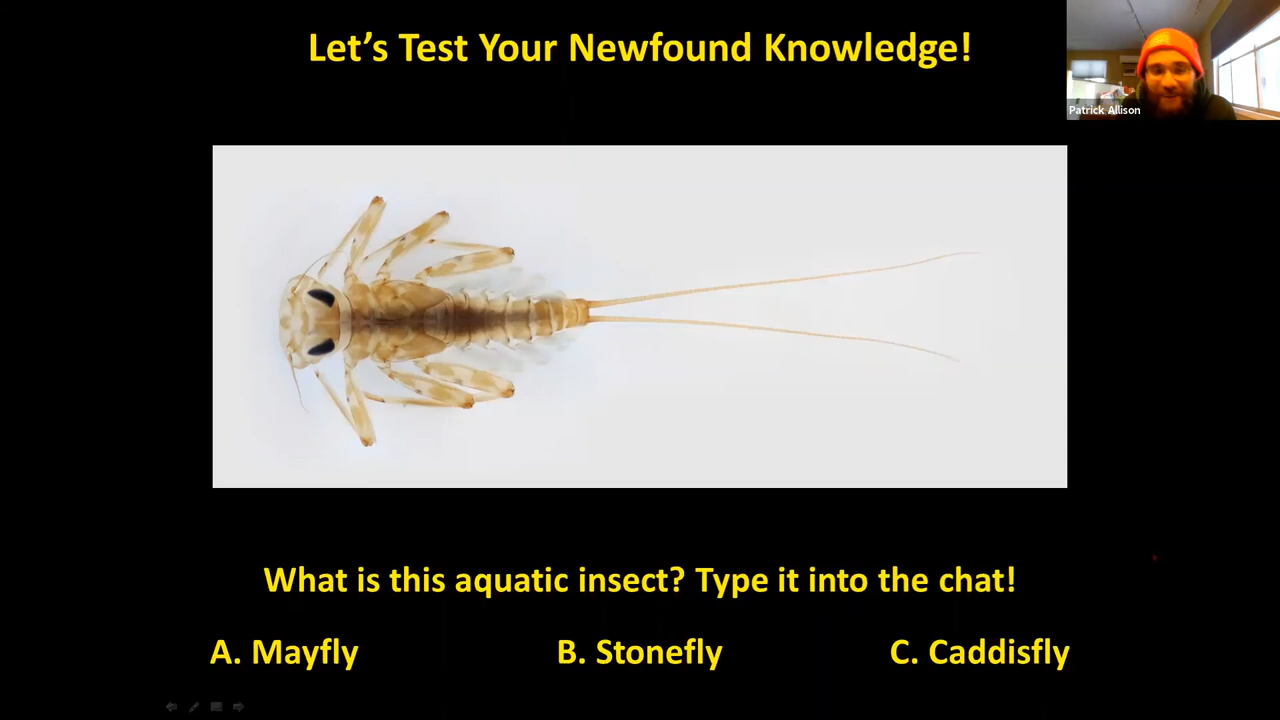 Let's Test Your Newfound Knowledge!
Patrick Allison
What is this aquatic insect? Type it into the chat!
A. Mayfly
B. Stonefly
C. Caddisfly